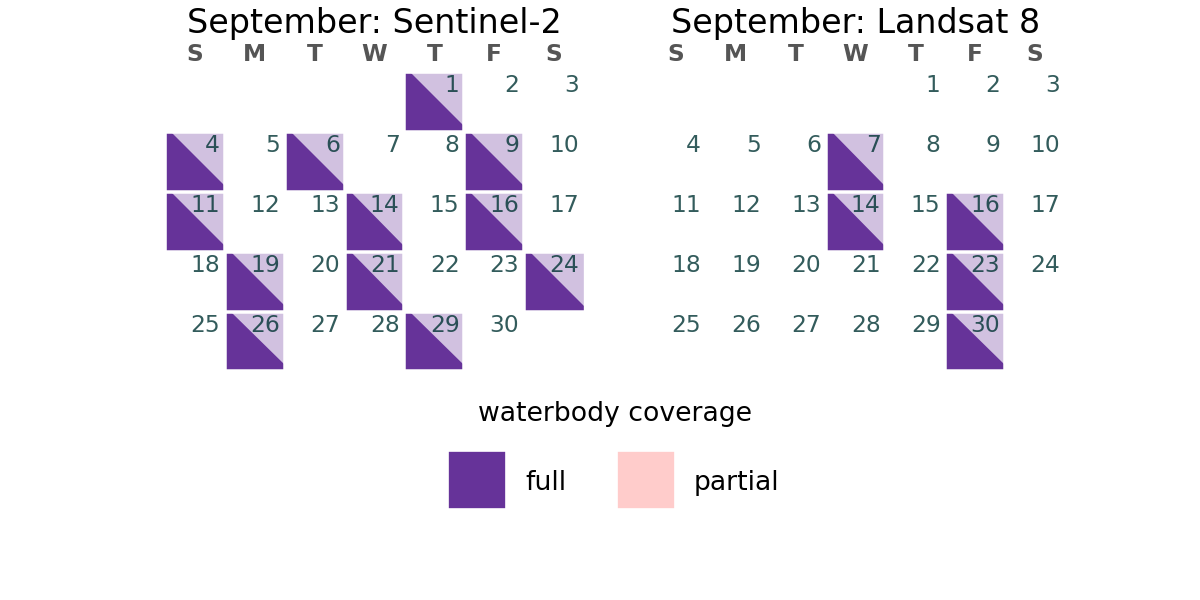 September: Sentinel-2
S M T W T F S
1 2 3
4 5 6 7 8 9 10
11 12 13 14 15 16 17
18 19 20 21 22 23 24
25 26 27 28 29 30
September: Landsat 8
S M T W T F S
1 2 3
4 5 6 7 8 9 10
11 12 13 14 15 16 17
18 19 20 21 22 23 24
25 26 27 28 29 30
waterbody coverage
full
partial